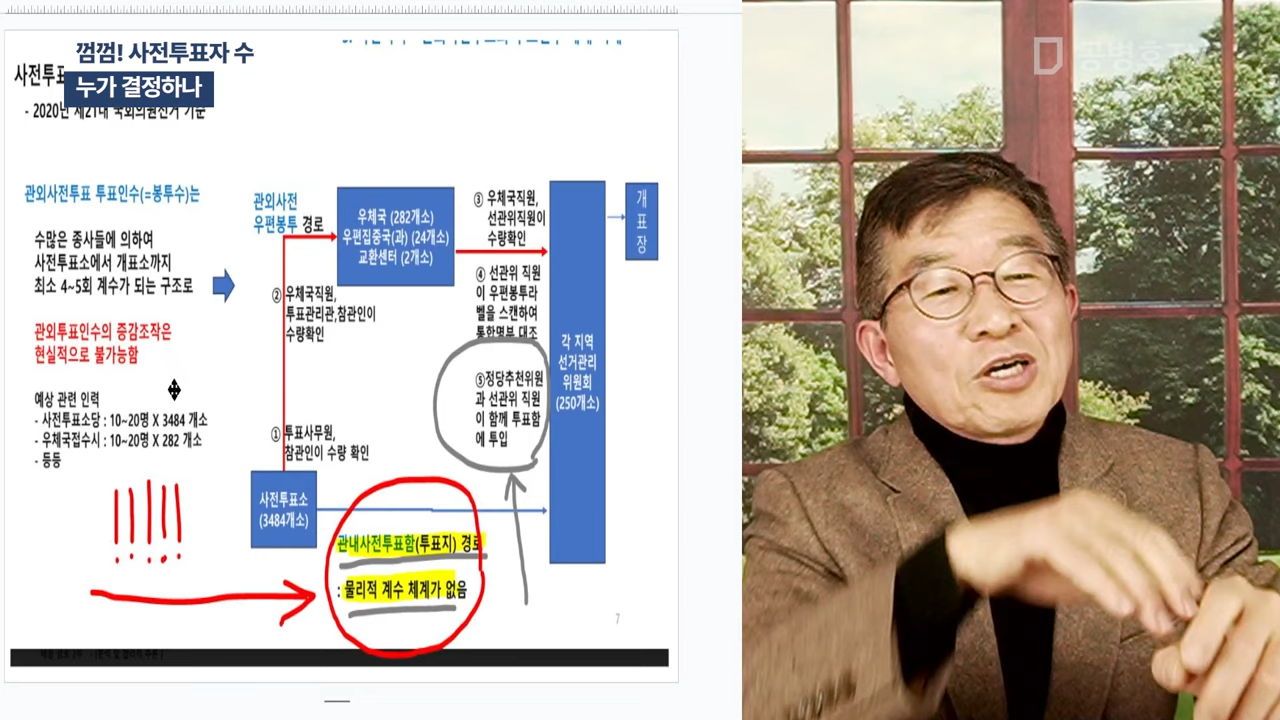 껌껌! 사전투표자 수
누가 결정하나
사전투표
- 2020년 제21대 국회의원선거 기준
관외사전투표 투표인수(=봉투수)는
수많은 종사들에 의하여
사전투표소에서 개표소까지
최소 4~5회 계수가 되는 구조로
관외투표인수의 증감조작은
현실적으로 불가능함
예상 관련 인력
- 사전투표소당 : 10~20명 X 3484 개소
- 우체국접수시 : 10~20명 X 282 개소
- 등등
관외사전
우편봉투 경로
우체국 (282개소)
우편집중국(과) (24개소)
교환센터 (2개소)
② 우체국직원,
투표관리관,참관인이
수량확인
① 투표사무원,
참관인이 수량 확인
사전투표소
(3484개소)
③ 우체국직원,
선관위직원이
수량확인
④ 선관위 직원
이 우편봉투라
벨을 스캔하여
통합명부 대조
⑤정당추천위원
과 선관위 직원
이 함께 투표함
에 투입
각 지역
선거관리
위원회
(250개소)
개
표
장
관내사전투표함(투표지) 경로
: 물리적 계수 체계가 없음
7
공병호